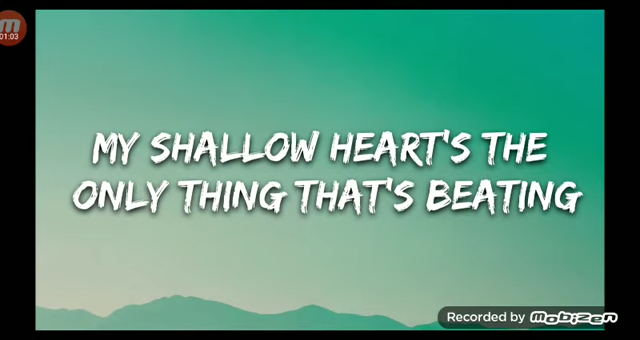 M
01:03
MY SHALLOW HEART'S THE
ONLY THING THAT'S BEATING
Recorded by Mobizen